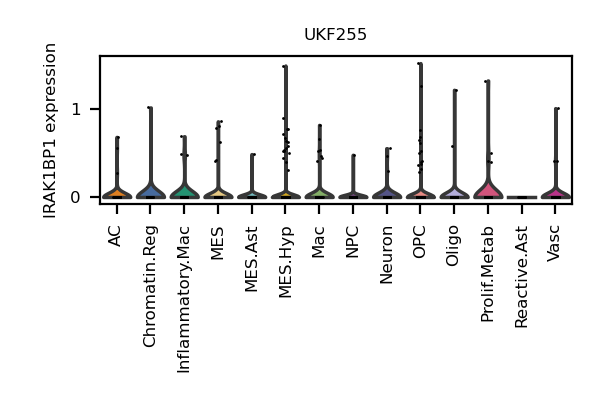 UKF255
IRAK1BP1 expression
1
0
AC
Chromatin.Reg
Inflammatory.Mac
MES
MES.Ast
MES.Hyp
Mac
NPC
Neuron
OPC
Oligo
Prolif.Metab
Reactive.Ast
Vasc